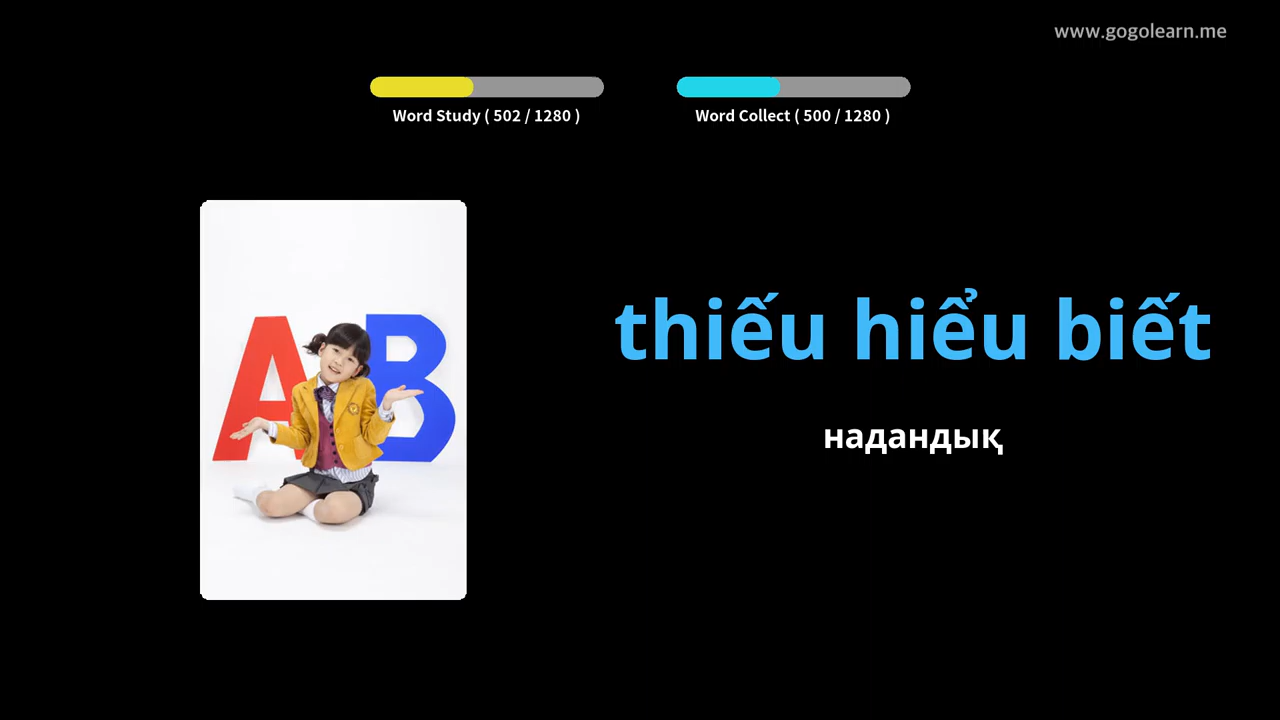 www.gogolearn.me
Word Study ( 502 / 1280 )
Word Collect ( 500 / 1280 )
A B
thiếu hiểu biết
надандық